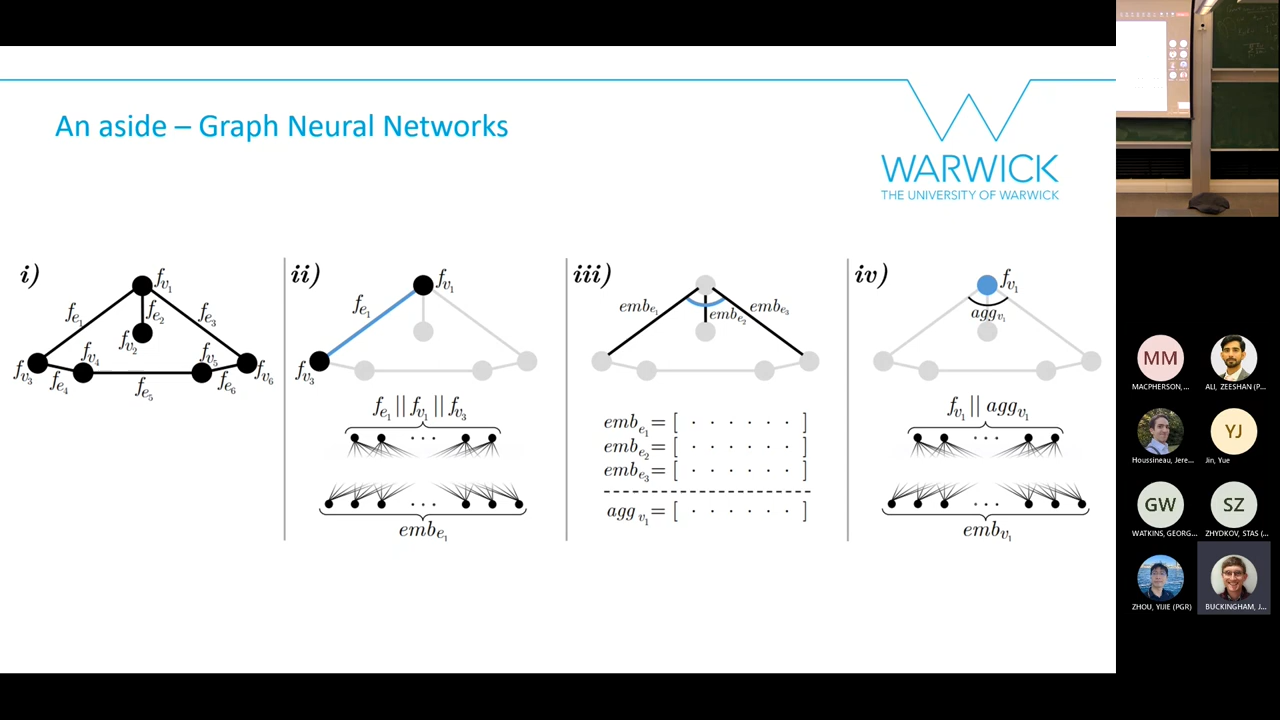 An aside – Graph Neural Networks
WARWICK
THE UNIVERSITY OF WARWICK
i)
f_{v_1}
f_{e_1}
f_{e_2}
f_{e_3}
f_{v_2}
f_{v_3}
f_{v_4}
f_{v_5}
f_{v_6}
f_{e_4}
f_{e_5}
f_{e_6}
ii)
f_{v_1}
f_{e_1}
f_{v_3}
f_{e_1} || f_{v_1} || f_{v_3}
. . .
. . .
emb_{e_1}
iii)
emb_{e_1}
emb_{e_2}
emb_{e_3}
emb_{e_1} = [ · · · · · · ]
emb_{e_2} = [ · · · · · · ]
emb_{e_3} = [ · · · · · · ]
agg_{v_1} = [ · · · · · · ]
iv)
f_{v_1}
agg_{v_1}
f_{v_1} || agg_{v_1}
. . .
. . .
emb_{v_1}
MM
MACPHERSON,...
ALI, ZEESHAN (P...
Houssineau, Jere...
YJ
Jin, Yue
GW
WATKINS, GEORG...
SZ
ZHYDKOV, STAS (...
ZHOU, YIJIE (PGR)
BUCKINGHAM, J...